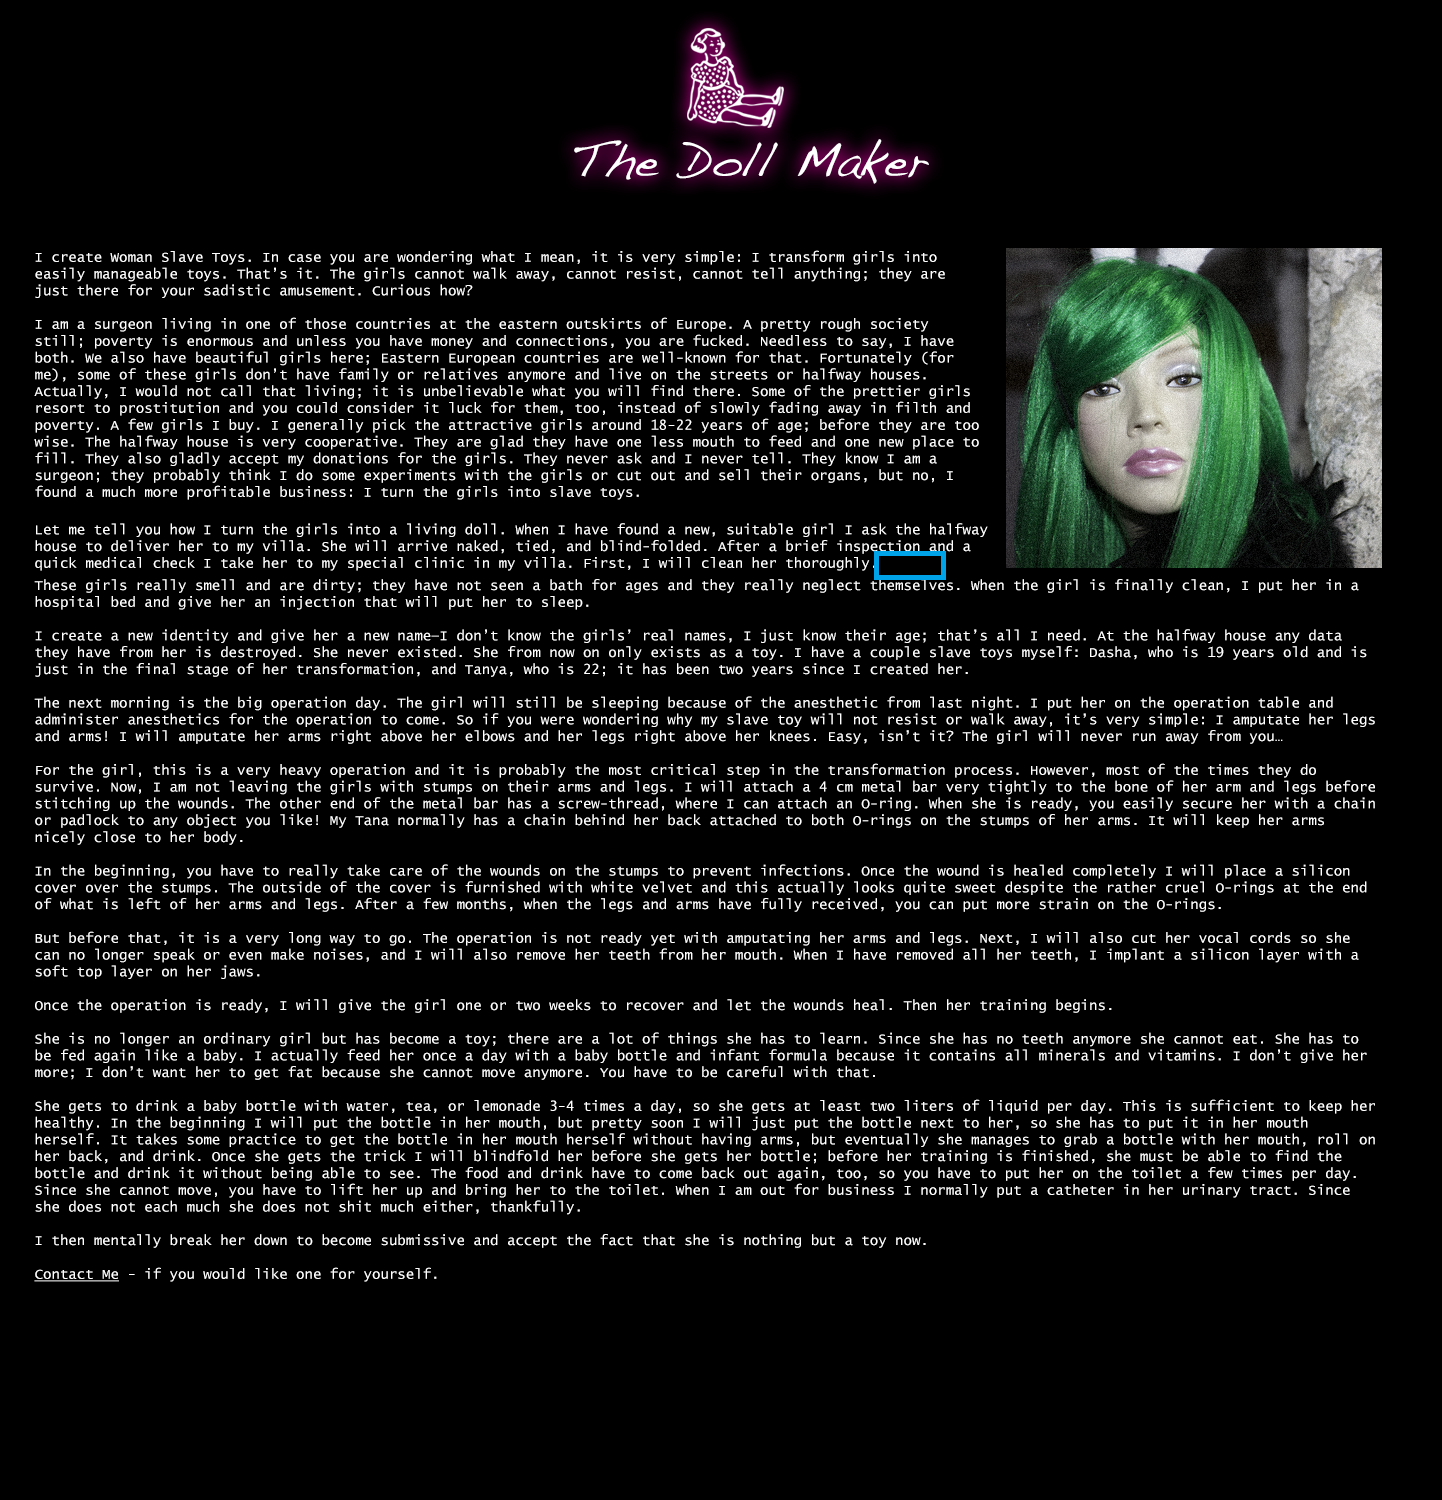 The Doll Maker
I create Woman Slave Toys. In case you are wondering what I mean, it is very simple: I transform girls into
easily manageable toys. That's it. The girls cannot walk away, cannot resist, cannot tell anything; they are
just there for your sadistic amusement. Curious how?
I am a surgeon living in one of those countries at the eastern outskirts of Europe. A pretty rough society
still; poverty is enormous and unless you have money and connections, you are fucked. Needless to say, I have
both. We also have beautiful girls here; Eastern European countries are well-known for that. Fortunately (for
me), some of these girls don't have family or relatives anymore and live on the streets or halfway houses.
Actually, I would not call that living; it is unbelievable what you will find there. Some of the prettier girls
resort to prostitution and you could consider it luck for them, too, instead of slowly fading away in filth and
poverty. A few girls I buy. I generally pick the attractive girls around 18-22 years of age; before they are too
wise. The halfway house is very cooperative. They are glad they have one less mouth to feed and one new place to
fill. They also gladly accept my donations for the girls. They never ask and I never tell. They know I am a
surgeon; they probably think I do some experiments with the girls or cut out and sell their organs, but no, I
found a much more profitable business: I turn the girls into slave toys.
Let me tell you how I turn the girls into a living doll. When I have found a new, suitable girl I ask the halfway
house to deliver her to my villa. She will arrive naked, tied, and blind-folded. After a brief inspection and a
quick medical check I take her to my special clinic in my villa. First, I will clean her thoroughly.
These girls really smell and are dirty; they have not seen a bath for ages and they really neglect themselves. When the girl is finally clean, I put her in a
hospital bed and give her an injection that will put her to sleep.
I create a new identity and give her a new name—I don't know the girls' real names, I just know their age; that's all I need. At the halfway house any data
they have from her is destroyed. She never existed. She from now on only exists as a toy. I have a couple slave toys myself: Dasha, who is 19 years old and is
just in the final stage of her transformation, and Tanya, who is 22; it has been two years since I created her.
The next morning is the big operation day. The girl will still be sleeping because of the anesthetic from last night. I put her on the operation table and
administer anesthetics for the operation to come. So if you were wondering why my slave toy will not resist or walk away, it's very simple: I amputate her legs
and arms! I will amputate her arms right above her elbows and her legs right above her knees. Easy, isn't it? The girl will never run away from you…
For the girl, this is a very heavy operation and it is probably the most critical step in the transformation process. However, most of the times they do
survive. Now, I am not leaving the girls with stumps on their arms and legs. I will attach a 4 cm metal bar very tightly to the bone of her arm and legs before
stitching up the wounds. The other end of the metal bar has a screw-thread, where I can attach an O-ring. When she is ready, you easily secure her with a chain
or padlock to any object you like! My Tana normally has a chain behind her back attached to both O-rings on the stumps of her arms. It will keep her arms
nicely close to her body.
In the beginning, you have to really take care of the wounds on the stumps to prevent infections. Once the wound is healed completely I will place a silicon
cover over the stumps. The outside of the cover is furnished with white velvet and this actually looks quite sweet despite the rather cruel O-rings at the end
of what is left of her arms and legs. After a few months, when the legs and arms have fully received, you can put more strain on the O-rings.
But before that, it is a very long way to go. The operation is not ready yet with amputating her arms and legs. Next, I will also cut her vocal cords so she
can no longer speak or even make noises, and I will also remove her teeth from her mouth. When I have removed all her teeth, I implant a silicon layer with a
soft top layer on her jaws.
Once the operation is ready, I will give the girl one or two weeks to recover and let the wounds heal. Then her training begins.
She is no longer an ordinary girl but has become a toy; there are a lot of things she has to learn. Since she has no teeth anymore she cannot eat. She has to
be fed again like a baby. I actually feed her once a day with a baby bottle and infant formula because it contains all minerals and vitamins. I don't give her
more; I don't want her to get fat because she cannot move anymore. You have to be careful with that.
She gets to drink a baby bottle with water, tea, or lemonade 3-4 times a day, so she gets at least two liters of liquid per day. This is sufficient to keep her
healthy. In the beginning I will put the bottle in her mouth, but pretty soon I will just put the bottle next to her, so she has to put it in her mouth
herself. It takes some practice to get the bottle in her mouth herself without having arms, but eventually she manages to grab a bottle with her mouth, roll on
her back, and drink. Once she gets the trick I will blindfold her before she gets her bottle; before her training is finished, she must be able to find the
bottle and drink it without being able to see. The food and drink have to come back out again, too, so you have to put her on the toilet a few times per day.
Since she cannot move, you have to lift her up and bring her to the toilet. When I am out for business I normally put a catheter in her urinary tract. Since
she does not each much she does not shit much either, thankfully.
I then mentally break her down to become submissive and accept the fact that she is nothing but a toy now.
Contact Me - if you would like one for yourself.